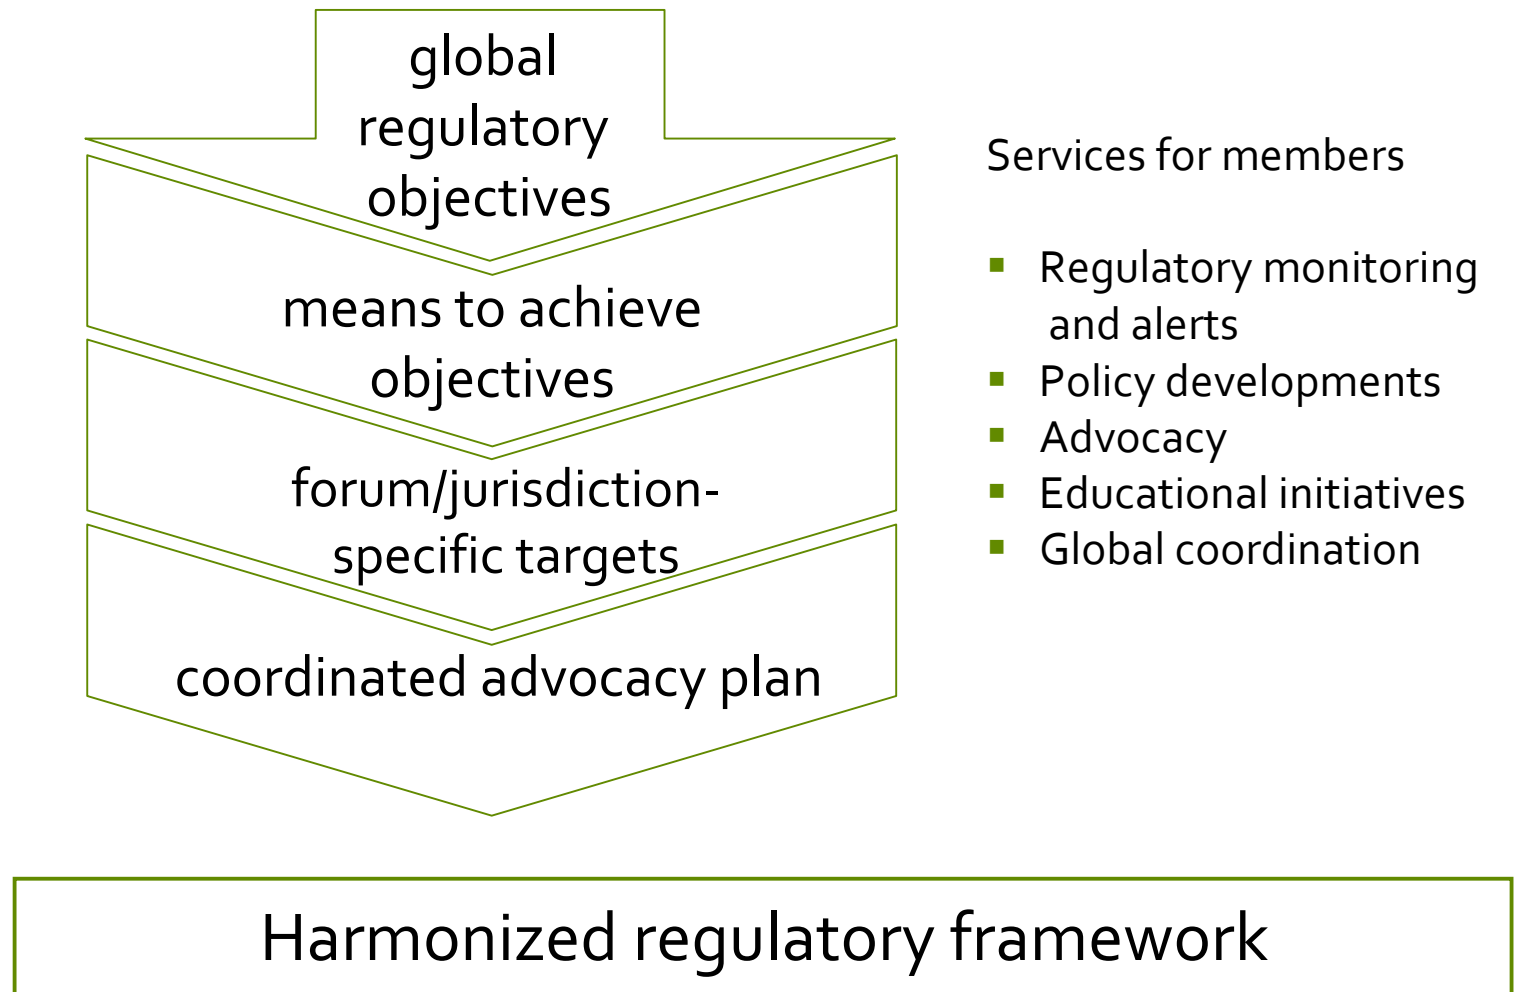 global
regulatory
objectives
means to achieve
objectives
forum/jurisdiction-
specific targets
coordinated advocacy plan
Services for members
▪ Regulatory monitoring
and alerts
▪ Policy developments
▪ Advocacy
▪ Educational initiatives
▪ Global coordination
Harmonized regulatory framework